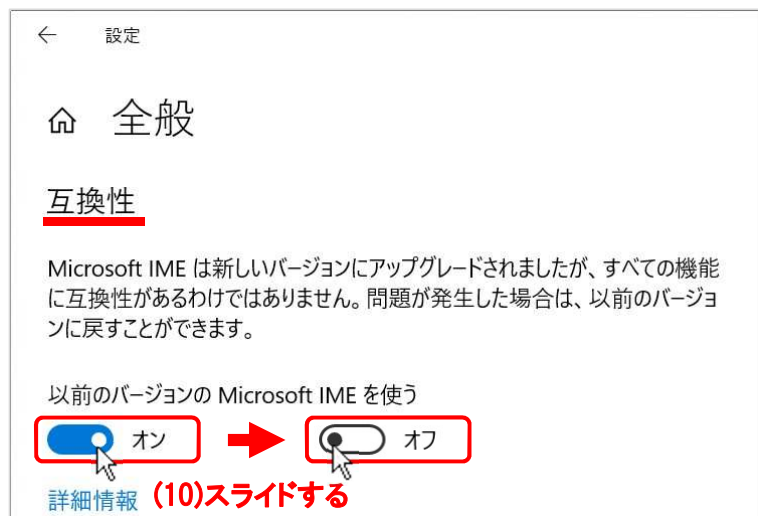 設定
全般
互換性
Microsoft IME は新しいバージョンにアップグレードされましたが、すべての機能
に互換性があるわけではありません。問題が発生した場合は、以前のバージョ
ンに戻すことができます。
以前のバージョンの Microsoft IME を使う
オン オフ
詳細情報 (10)スライドする